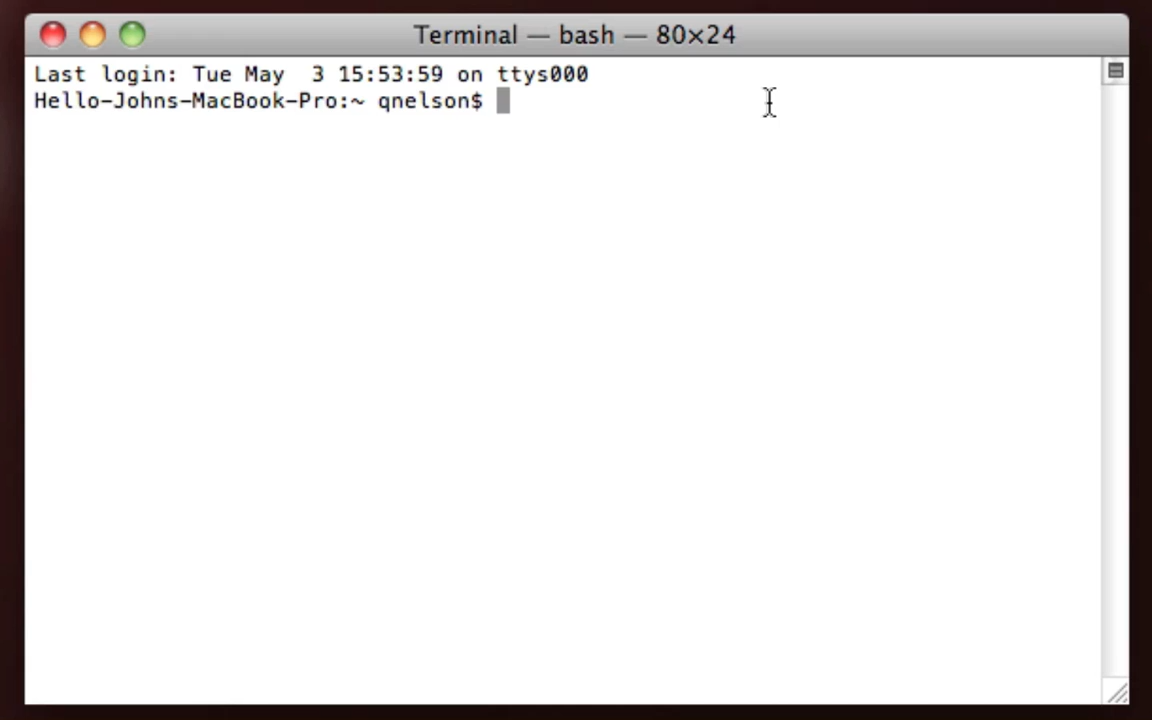 Terminal — bash — 80×24
Last login: Tue May  3 15:53:59 on ttys000
Hello-Johns-MacBook-Pro:~ qnelson$